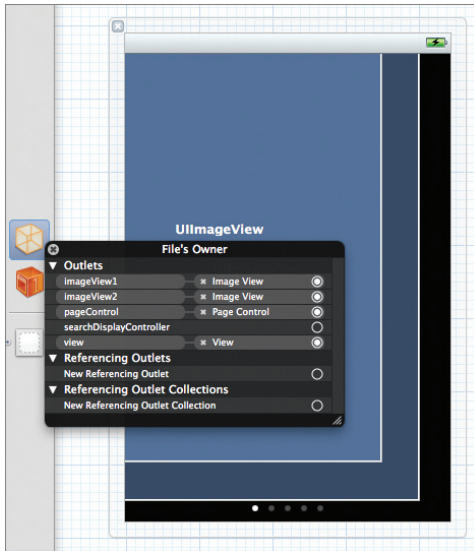 UIImageView
File's Owner
Outlets
imageView1 Image View
imageView2 Image View
pageControl Page Control
searchDisplayController
view View
Referencing Outlets
New Referencing Outlet
Referencing Outlet Collections
New Referencing Outlet Collection